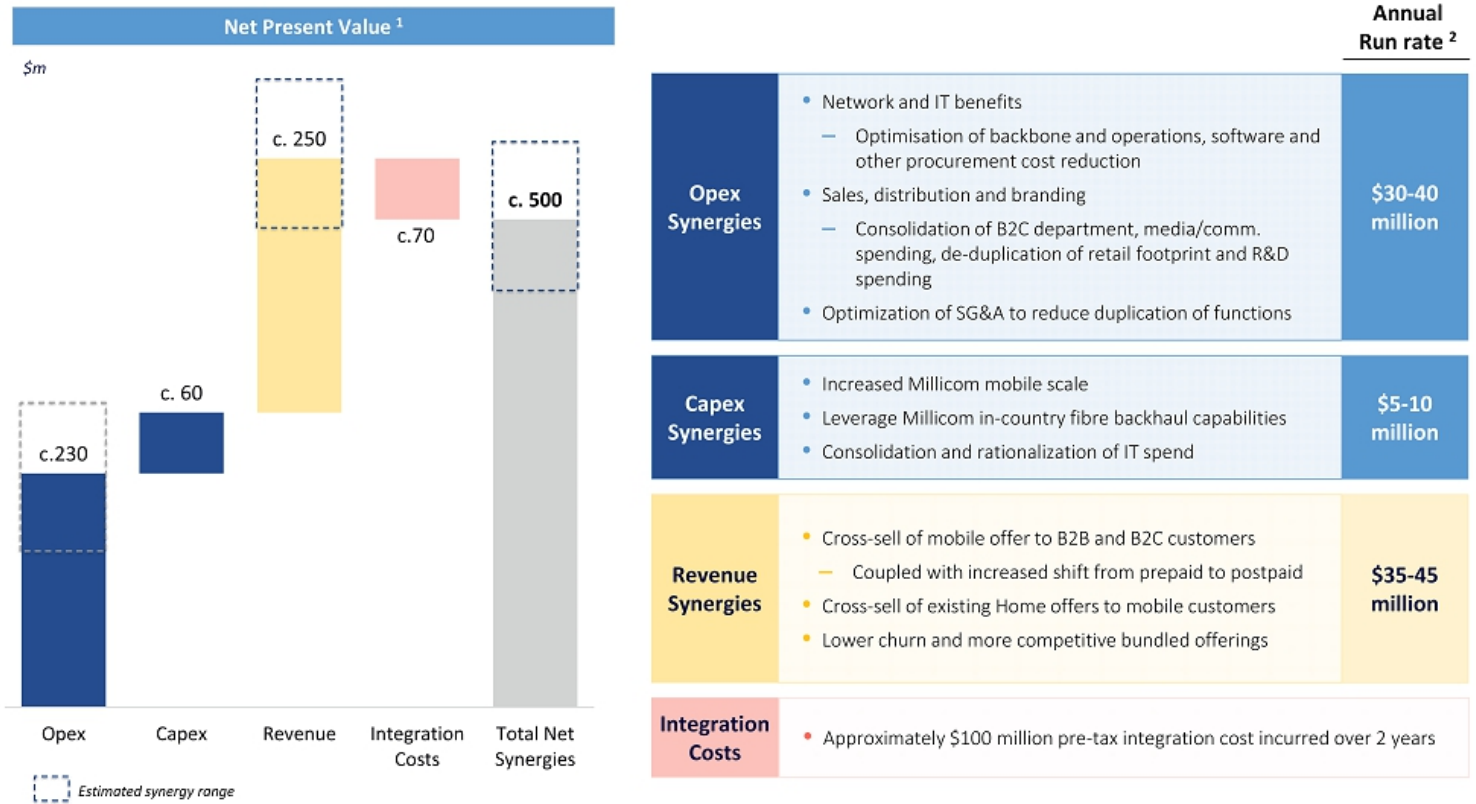 Net Present Value 1
$m
c. 250
c. 500
c.70
c. 60
c.230
Opex
Capex
Revenue
Integration
Costs
Total Net
Synergies
Estimated synergy range
Annual
Run rate 2
Opex
Synergies
• Network and IT benefits
— Optimisation of backbone and operations, software and
other procurement cost reduction
• Sales, distribution and branding
— Consolidation of B2C department, media/comm.
spending, de-duplication of retail footprint and R&D
spending
• Optimization of SG&A to reduce duplication of functions
$30-40
million
Capex
Synergies
• Increased Millicom mobile scale
• Leverage Millicom in-country fibre backhaul capabilities
• Consolidation and rationalization of IT spend
$5-10
million
Revenue
Synergies
• Cross-sell of mobile offer to B2B and B2C customers
— Coupled with increased shift from prepaid to postpaid
• Cross-sell of existing Home offers to mobile customers
• Lower churn and more competitive bundled offerings
$35-45
million
Integration
Costs
• Approximately $100 million pre-tax integration cost incurred over 2 years